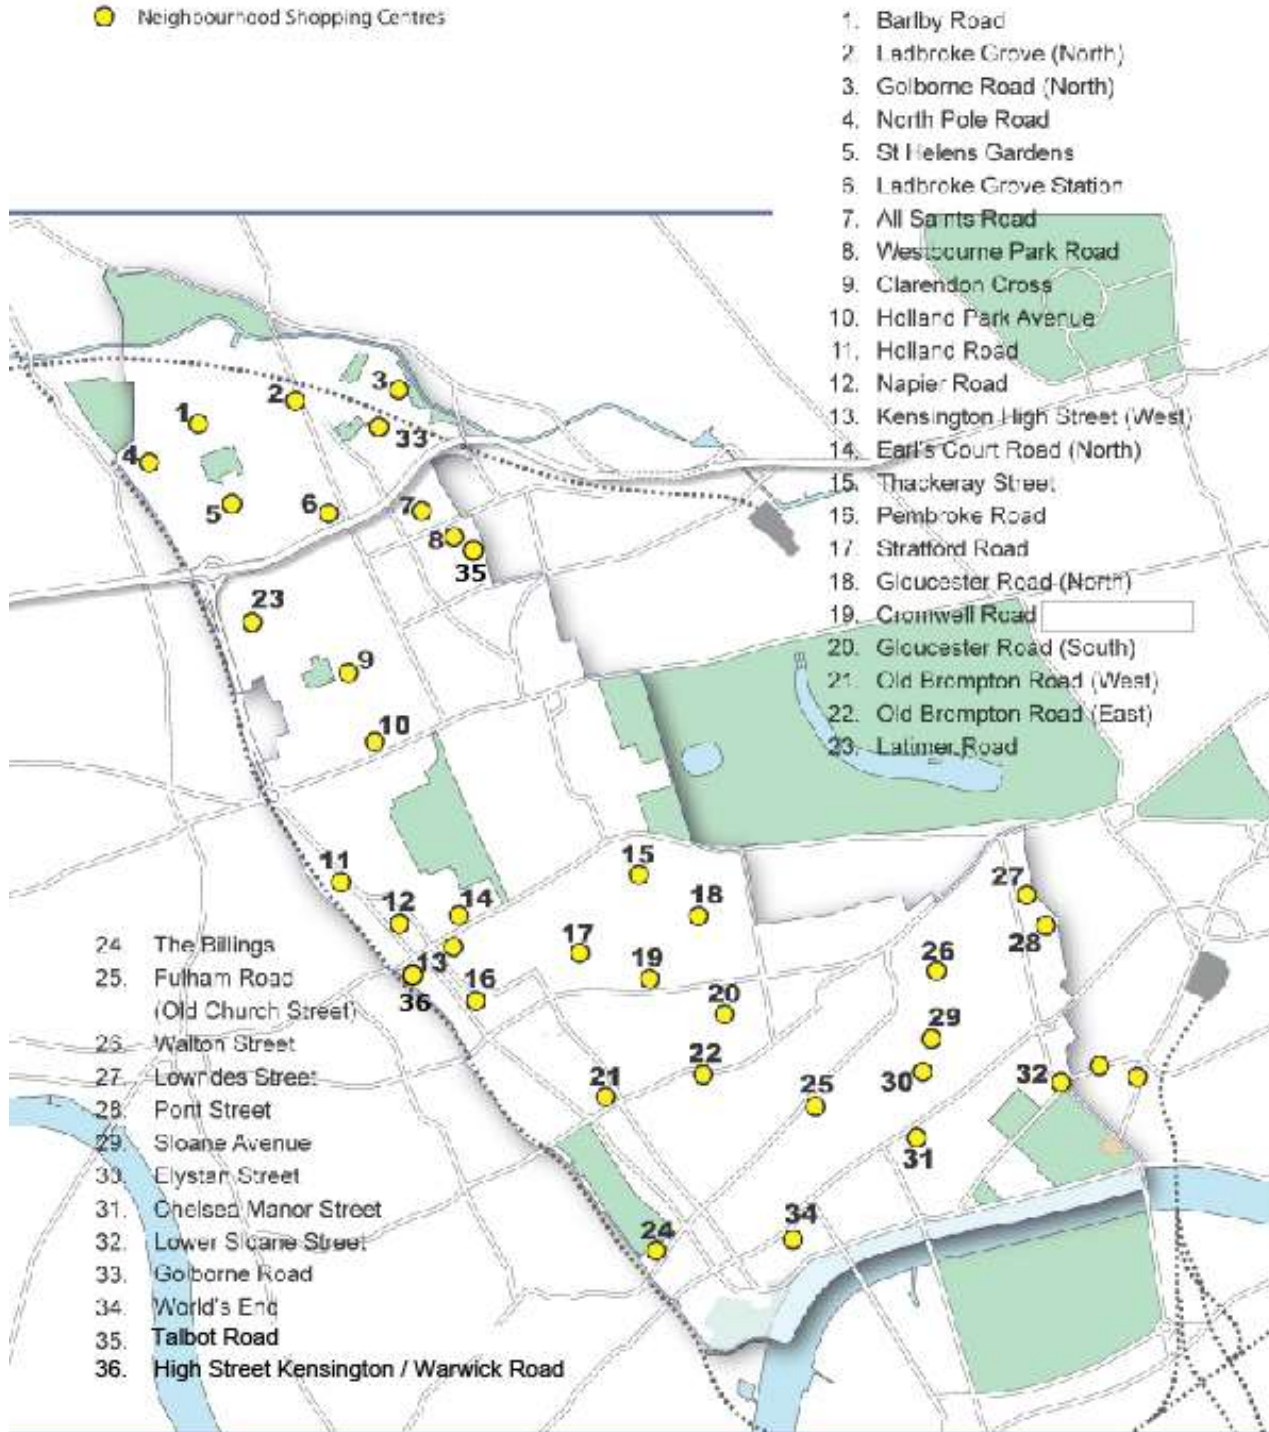 Neighbourhood Shopping Centres
1. Barlby Road
2. Ladbroke Grove (North)
3. Golborne Road (North)
4. North Pole Road
5. St Helens Gardens
6. Ladbroke Grove Station
7. All Saints Road
8. Westbourne Park Road
9. Clarendon Cross
10. Holland Park Avenue
11. Holland Road
12. Napier Road
13. Kensington High Street (West)
14. Earl's Court Road (North)
15. Thackeray Street
16. Pembroke Road
17. Stratford Road
18. Gloucester Road (North)
19. Cromwell Road
20. Gloucester Road (South)
21. Old Brompton Road (West)
22. Old Brompton Road (East)
23. Latimer Road
3
2
1
33
4
5
6
7
8
35
23
9
10
11
12
14
15
18
13
36
16
17
19
20
22
21
25
26
27
28
29
30
31
32
34
24
24. The Billings
25. Fulham Road
(Old Church Street)
26. Walton Street
27. Lowndes Street
28. Pont Street
29. Sloane Avenue
30. Elystan Street
31. Chelsea Manor Street
32. Lower Sloane Street
33. Golborne Road
34. World's End
35. Talbot Road
36. High Street Kensington / Warwick Road